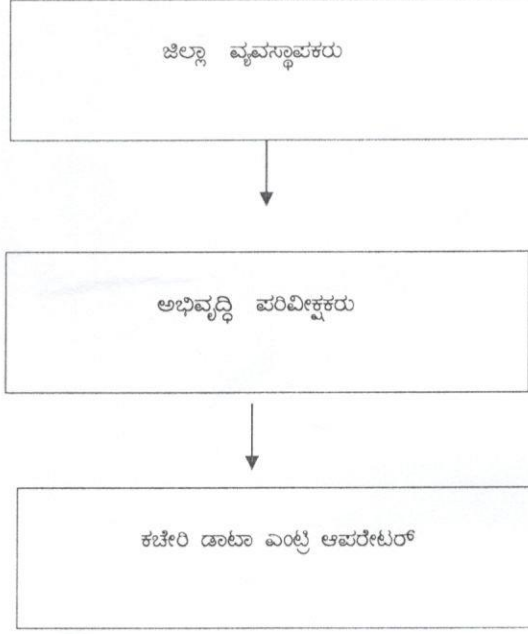 ಜಿಲ್ಲಾ ವ್ಯವಸ್ಥಾಪಕರು
ಅಭಿವೃದ್ಧಿ ಪರಿವೀಕ್ಷಕರು
ಕಚೇರಿ ಡಾಟಾ ಎಂಟ್ರಿ ಆಪರೇಟರ್